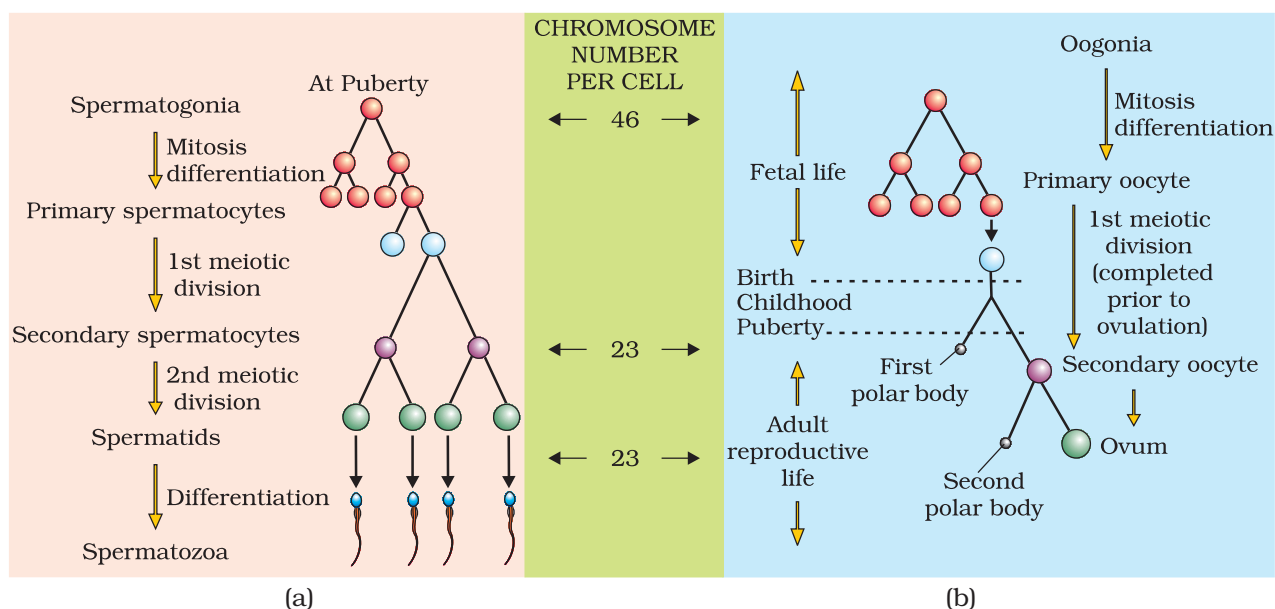 At Puberty
Spermatogonia
Mitosis
differentiation
Primary spermatocytes
1st meiotic
division
Secondary spermatocytes
2nd meiotic
division
Spermatids
Differentiation
Spermatozoa
(a)
CHROMOSOME
NUMBER
PER CELL
46
23
23
Fetal life
Birth
Childhood
Puberty
Adult
reproductive
life
First
polar body
Second
polar body
Oogonia
Mitosis
differentiation
Primary oocyte
1st meiotic
division
(completed
prior to
ovulation)
Secondary oocyte
Ovum
(b)